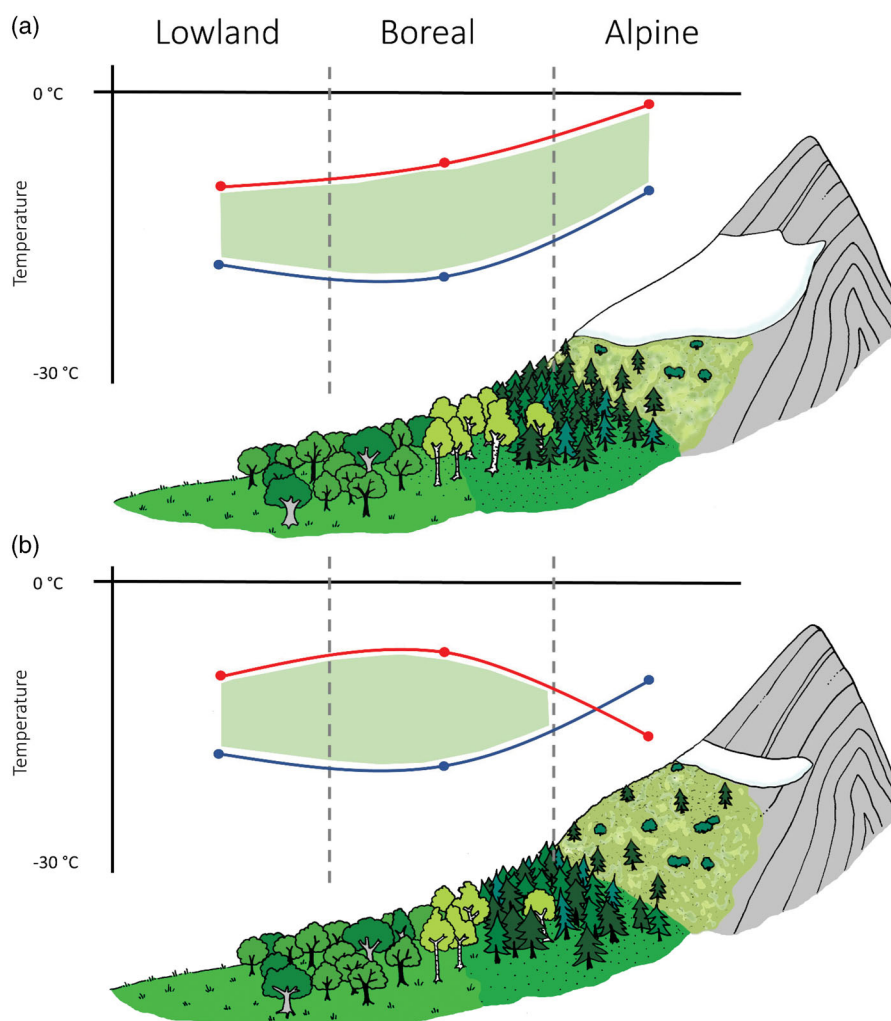 (a)
Lowland Boreal Alpine
0 °C
Temperature
-30 °C
(b)
0 °C
Temperature
-30 °C